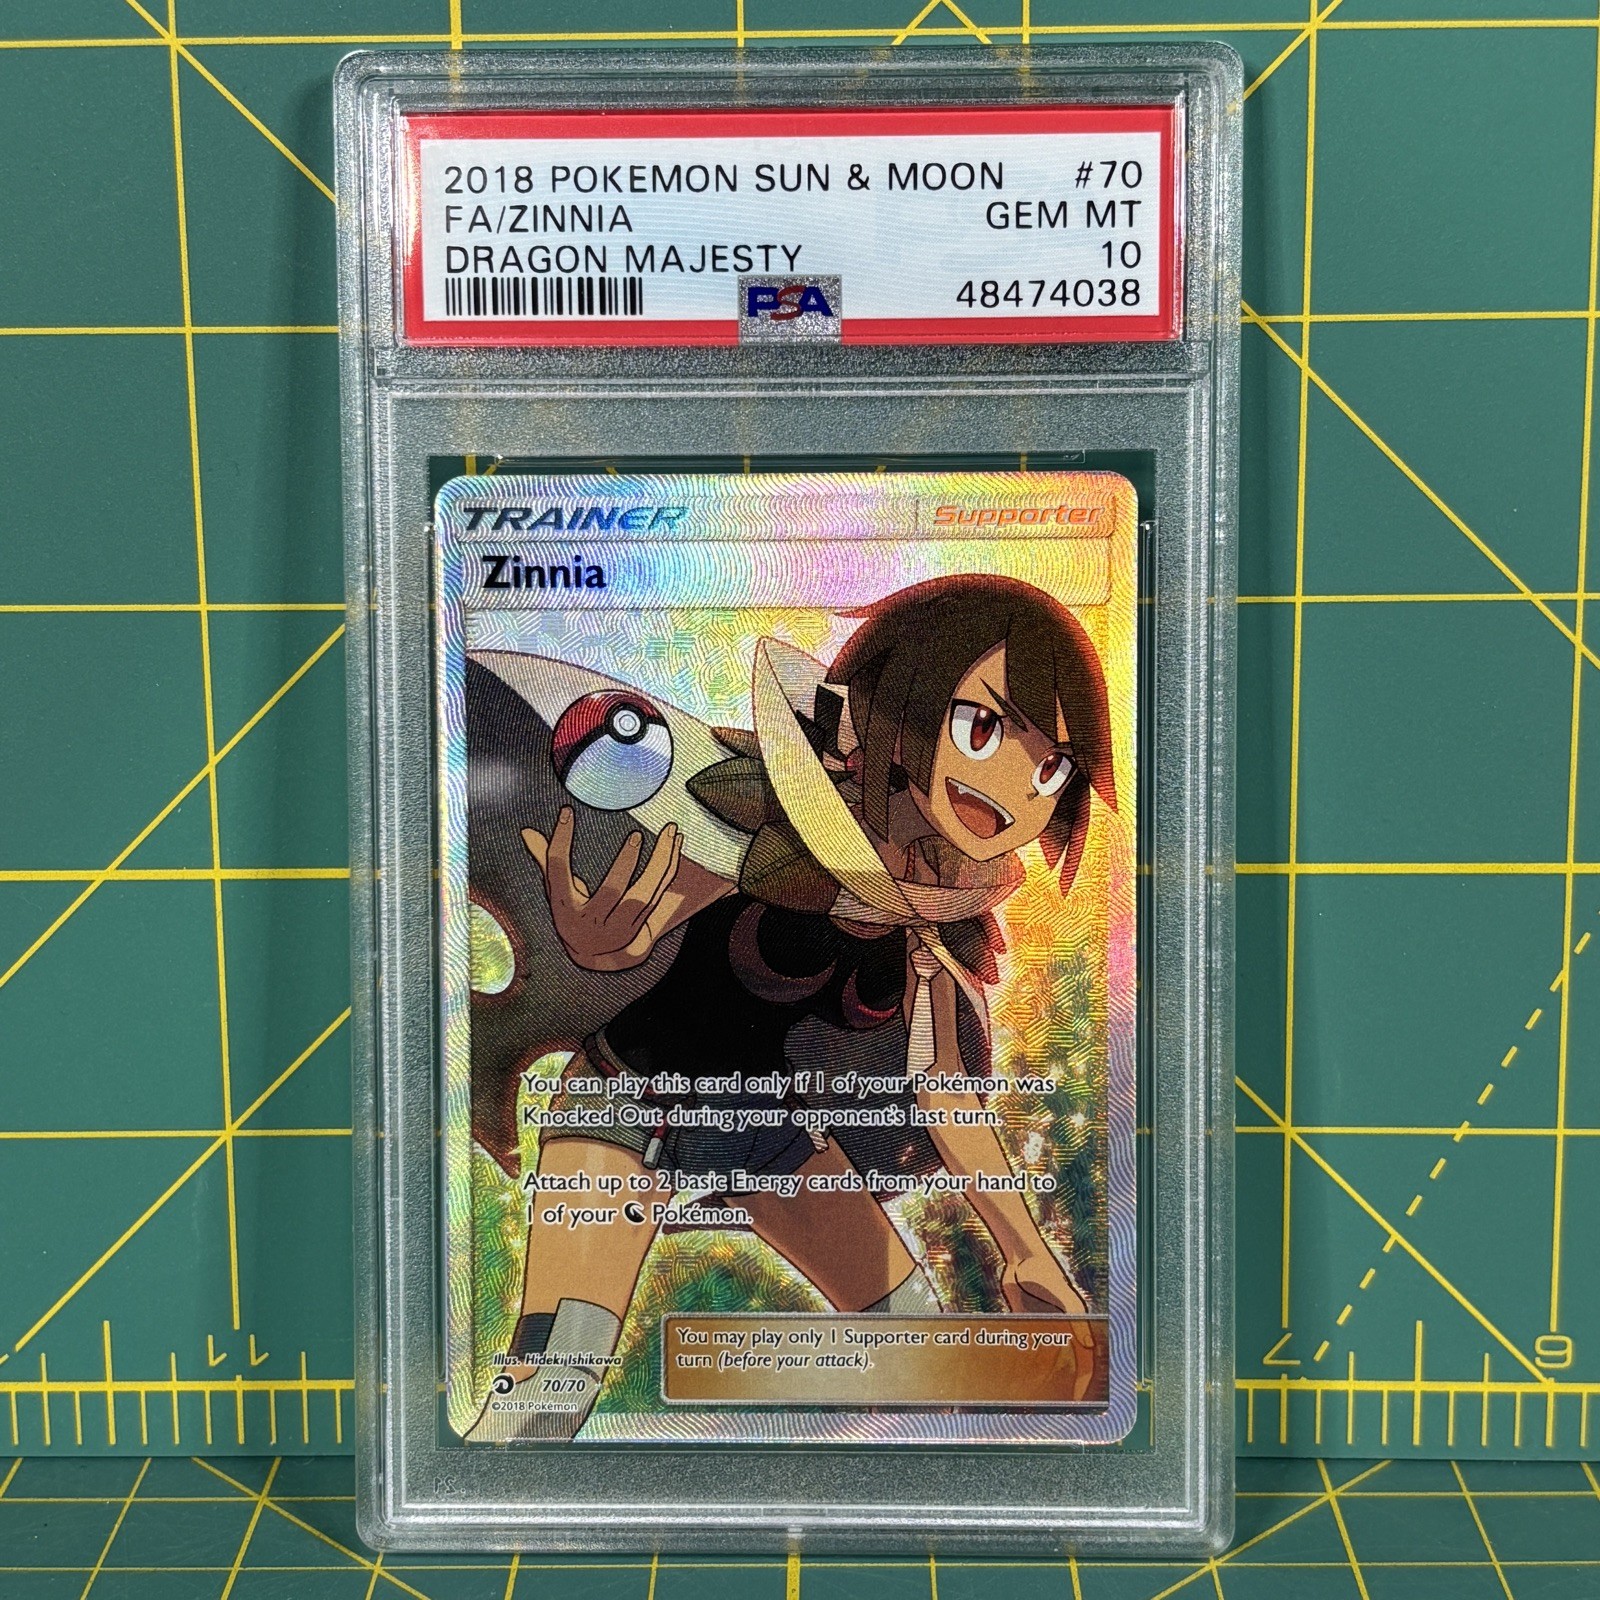 2018 POKEMON SUN & MOON #70
FA/ZINNIA GEM MT
DRAGON MAJESTY 10
48474038
PSA
TRAINER Supporter
Zinnia
You can play this card only if 1 of your Pokémon was
Knocked Out during your opponent's last turn.
Attach up to 2 basic Energy cards from your hand to
1 of your Pokémon.
You may play only 1 Supporter card during your
turn (before your attack).
Illus. Hideki Ishikawa
70/70
©2018 Pokémon
11 7 6